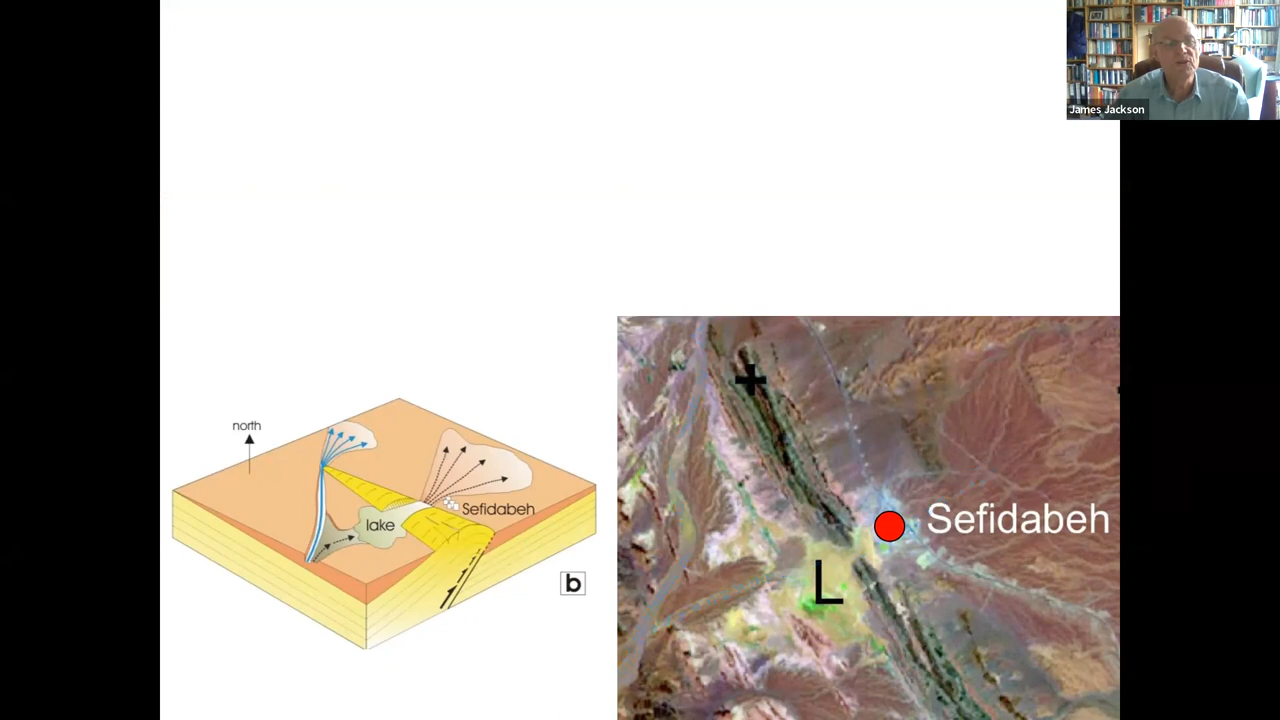 James Jackson
north
lake
Sefidabeh
b
Sefidabeh
L